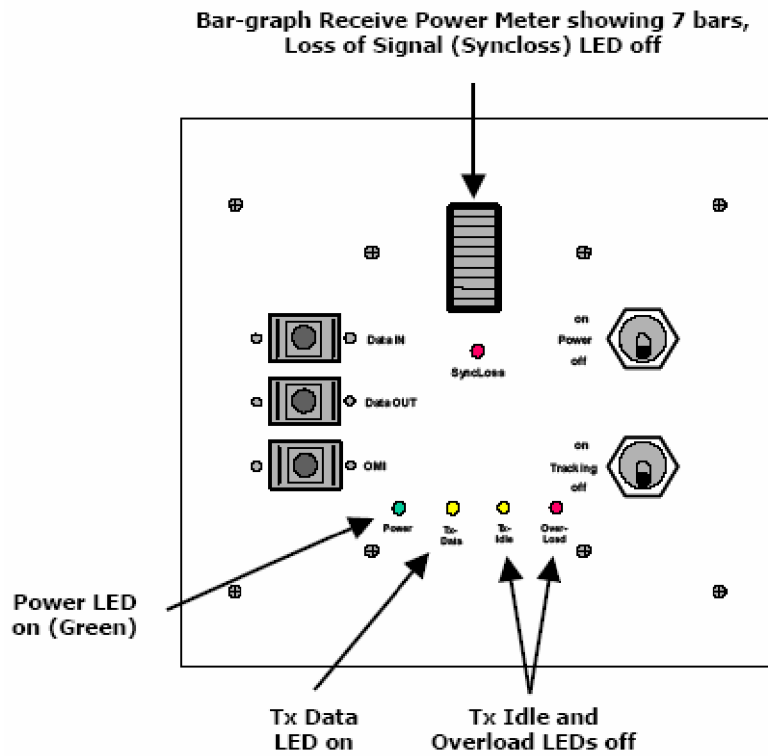 Bar-graph Receive Power Meter showing 7 bars,
Loss of Signal (Syncloss) LED off
on
Power
off
Data IN
SyncLoss
Data OUT
on
Tracking
off
OMI
Power
Tx-
Data
Tx-
Idle
Over-
Load
Power LED
on (Green)
Tx Data
LED on
Tx Idle and
Overload LEDs off